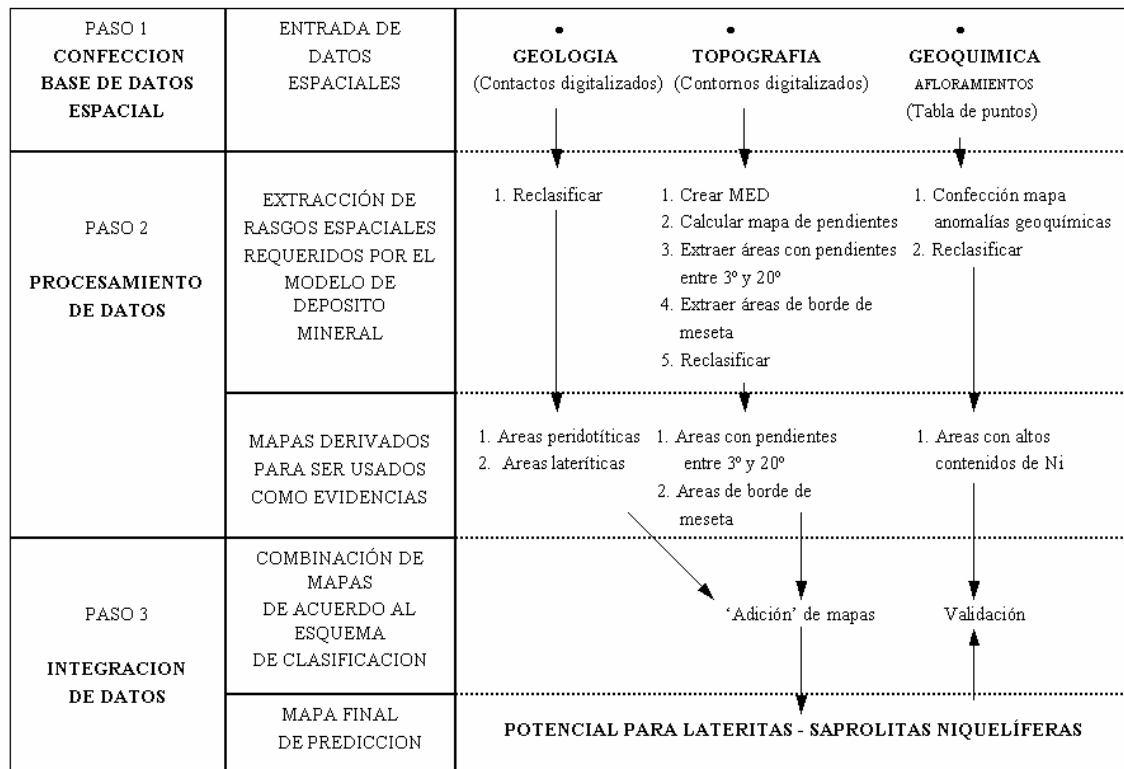 PASO 1
CONFECCION
BASE DE DATOS
ESPACIAL
ENTRADA DE
DATOS
ESPACIALES
GEOLOGIA
(Contactos digitalizados)
TOPOGRAFIA
(Contornos digitalizados)
GEOQUIMICA
AFLORAMIENTOS
(Tabla de puntos)
PASO 2
PROCESAMIENTO
DE DATOS
EXTRACCIÓN DE
RASGOS ESPACIALES
REQUERIDOS POR EL
MODELO DE
DEPOSITO
MINERAL
1. Reclasificar
1. Crear MED
2. Calcular mapa de pendientes
3. Extraer áreas con pendientes
entre 3º y 20º
4. Extraer áreas de borde de
meseta
5. Reclasificar
1. Confección mapa
anomalías geoquímicas
2. Reclasificar
MAPAS DERIVADOS
PARA SER USADOS
COMO EVIDENCIAS
1. Areas peridotíticas
2. Areas lateríticas
1. Areas con pendientes
entre 3º y 20º
2. Areas de borde de
meseta
1. Areas con altos
contenidos de Ni
PASO 3
INTEGRACION
DE DATOS
COMBINACIÓN DE
MAPAS
DE ACUERDO AL
ESQUEMA
DE CLASIFICACION
‘Adición’ de mapas
Validación
MAPA FINAL
DE PREDICCION
POTENCIAL PARA LATERITAS - SAPROLITAS NIQUELÍFERAS